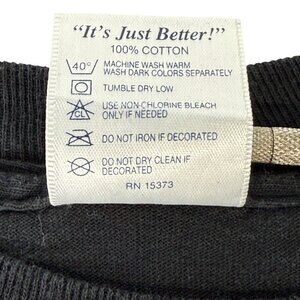 "It's Just Better!"
100% COTTON
40° MACHINE WASH WARM
WASH DARK COLORS SEPARATELY
TUMBLE DRY LOW
CL USE NON-CHLORINE BLEACH
ONLY IF NEEDED
DO NOT IRON IF DECORATED
DO NOT DRY CLEAN IF
DECORATED
RN 15373